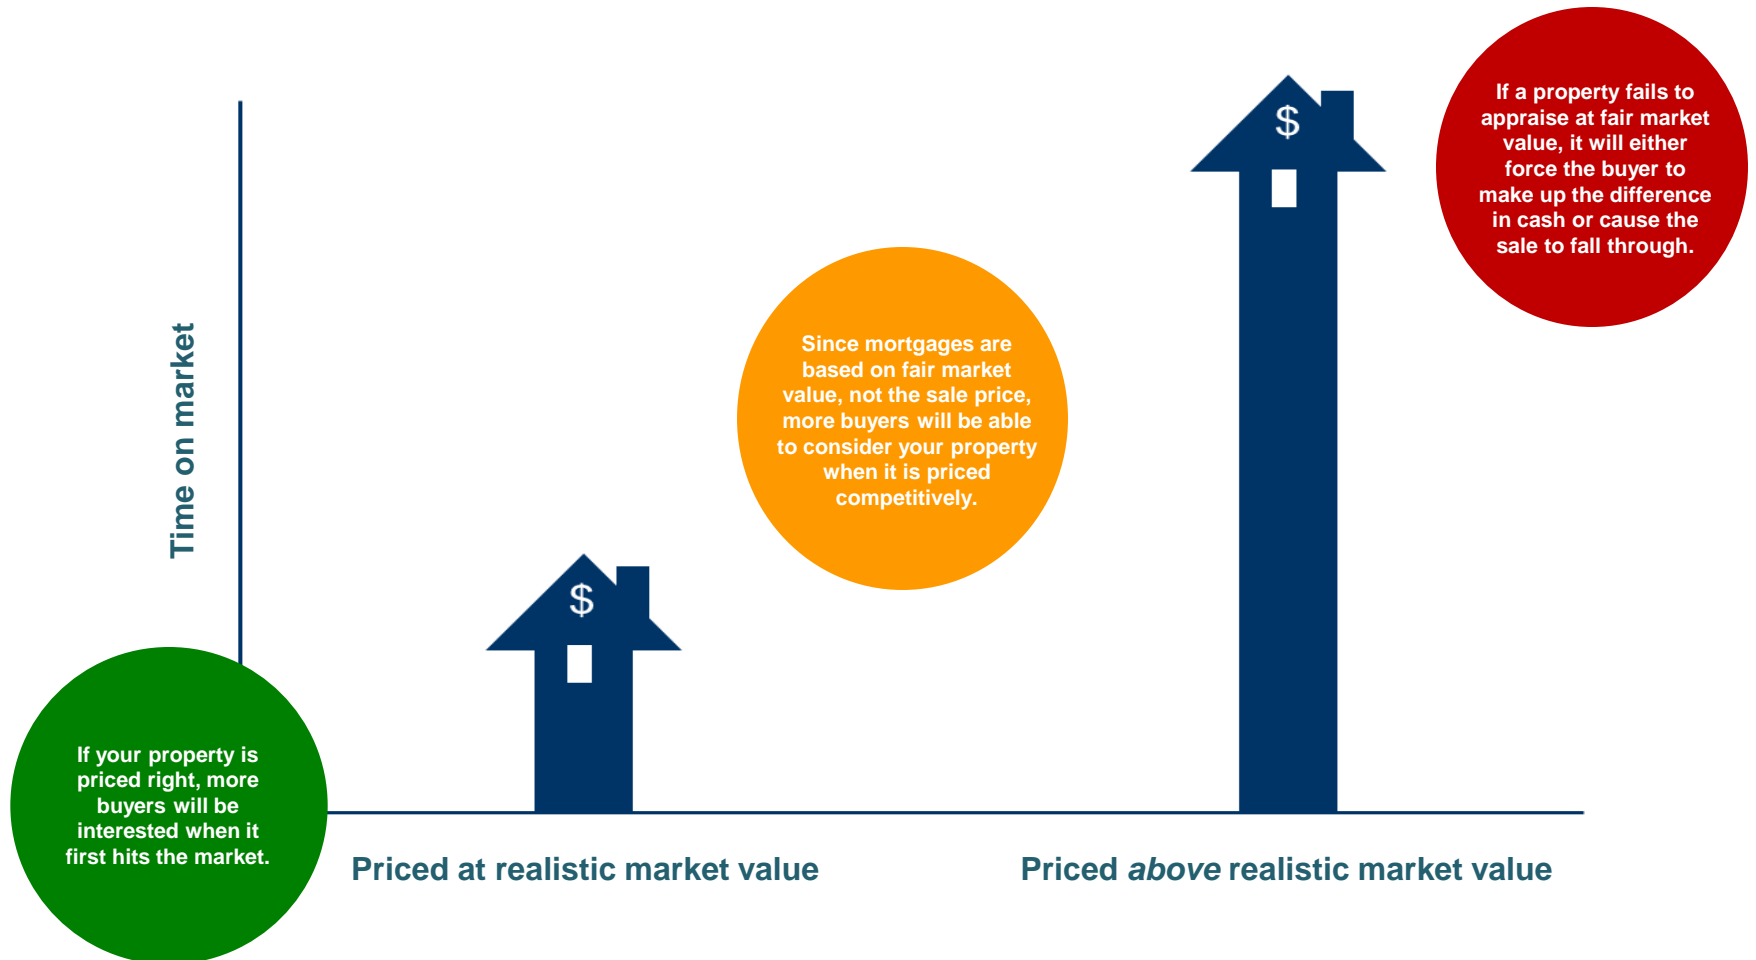 If a property fails to
appraise at fair market
value, it will either
force the buyer to
make up the difference
in cash or cause the
sale to fall through.
$
Time on market
Since mortgages are
based on fair market
value, not the sale price,
more buyers will be able
to consider your property
when it is priced
competitively.
$
If your property is
priced right, more
buyers will be
interested when it
first hits the market.
Priced at realistic market value
Priced above realistic market value